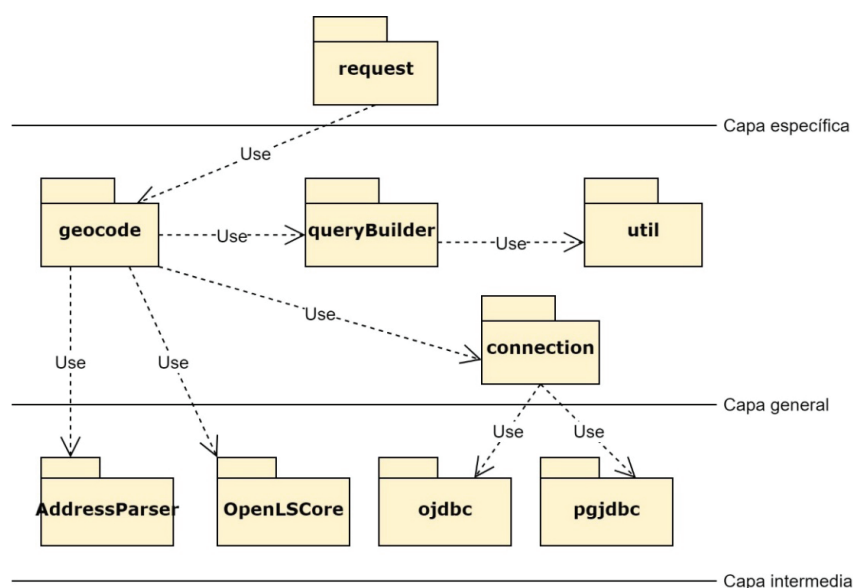 request
Capa específica
Use
geocode
Use
queryBuilder
Use
util
Use
connection
Use
Use
Capa general
Use
Use
AddressParser
OpenLSCore
ojdbc
pgjdbc
Capa intermedia